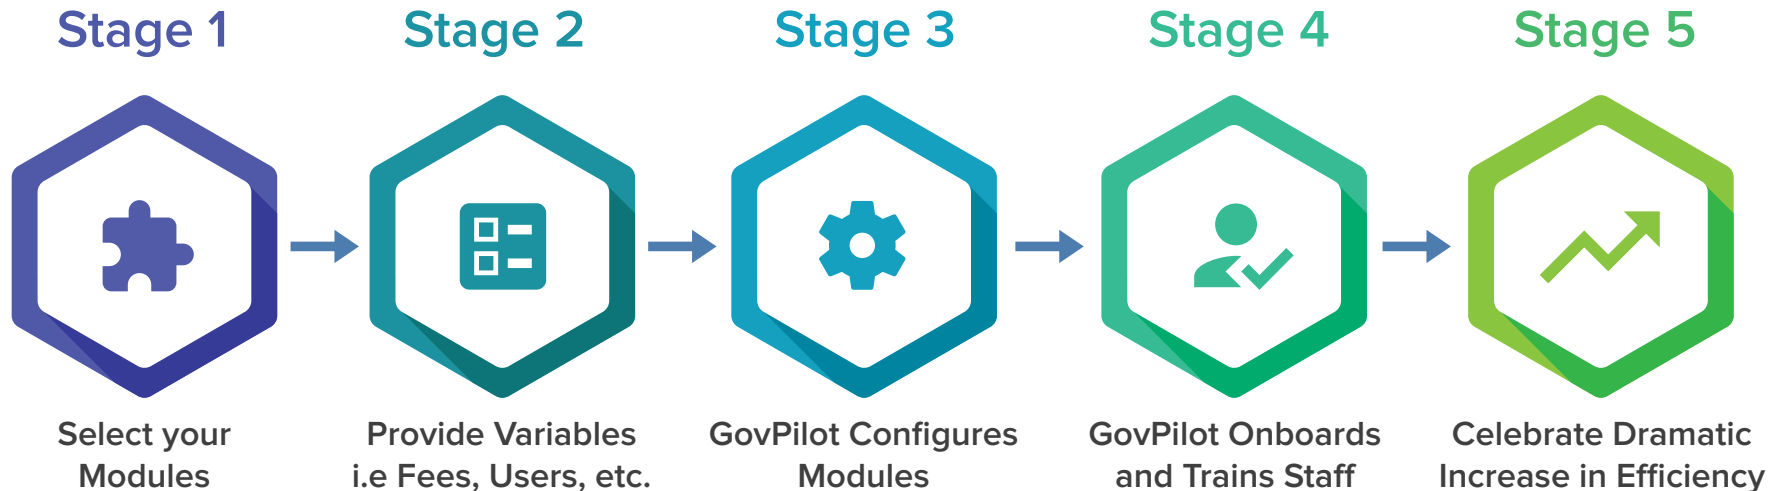 Stage 1
Stage 2
Stage 3
Stage 4
Stage 5
Select your
Modules
Provide Variables
i.e Fees, Users, etc.
GovPilot Configures
Modules
GovPilot Onboards
and Trains Staff
Celebrate Dramatic
Increase in Efficiency